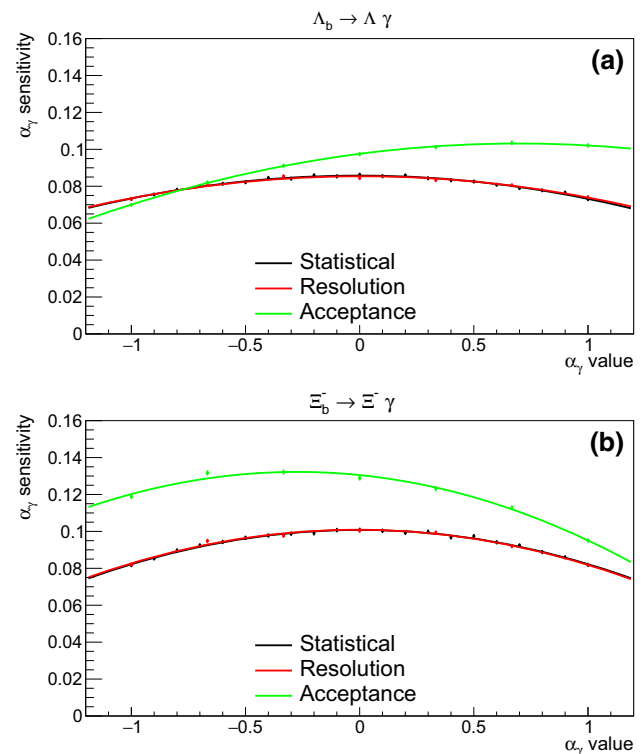 Λb → Λ γ
αγ sensitivity
0.16
(a)
0.14
0.12
0.1
0.08
0.06
0.04
0.02
0
Statistical
Resolution
Acceptance
−1 −0.5 0 0.5 1
αγ value
Ξ-b → Ξ- γ
αγ sensitivity
0.16
(b)
0.14
0.12
0.1
0.08
0.06
0.04
0.02
0
Statistical
Resolution
Acceptance
−1 −0.5 0 0.5 1
αγ value